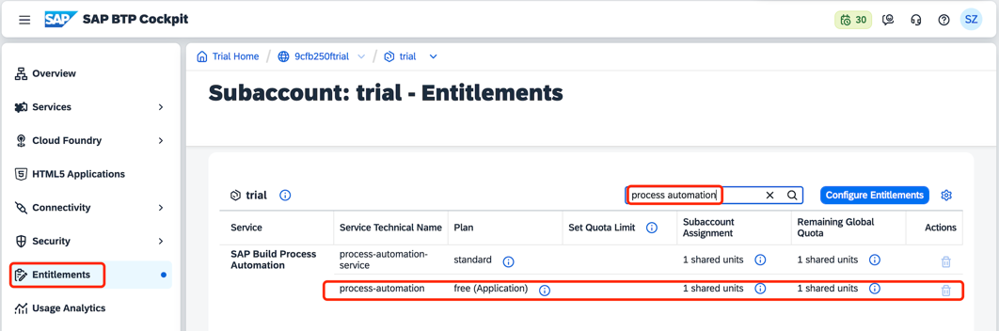 SAP SAP BTP Cockpit 30 SZ
Overview
Services
Cloud Foundry
HTML5 Applications
Connectivity
Security
Entitlements
Usage Analytics
Trial Home / 9cfb250ftrial / trial
Subaccount: trial - Entitlements
trial process automation Configure Entitlements
Service Service Technical Name Plan Set Quota Limit Subaccount Assignment Remaining Global Quota Actions
SAP Build Process Automation process-automation-service standard 1 shared units 1 shared units
process-automation free (Application) 1 shared units 1 shared units